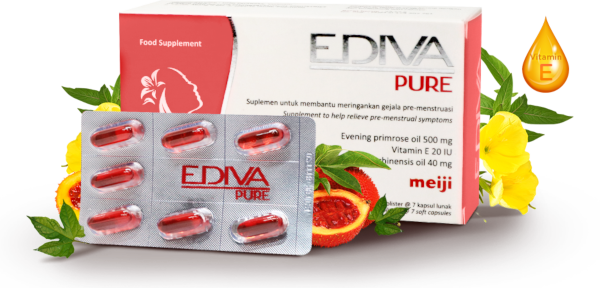 Food Supplement
EDIVA
PURE
Suplemen untuk membantu meringankan gejala pre-menstruasi
Supplement to help relieve pre-menstrual symptoms
Evening primrose oil 500 mg
Vitamin E 20 IU
oil 40 mg
meiji
@ 7 kapsul lunak
7 soft capsules
EDIVA
PURE
Vitamin
E